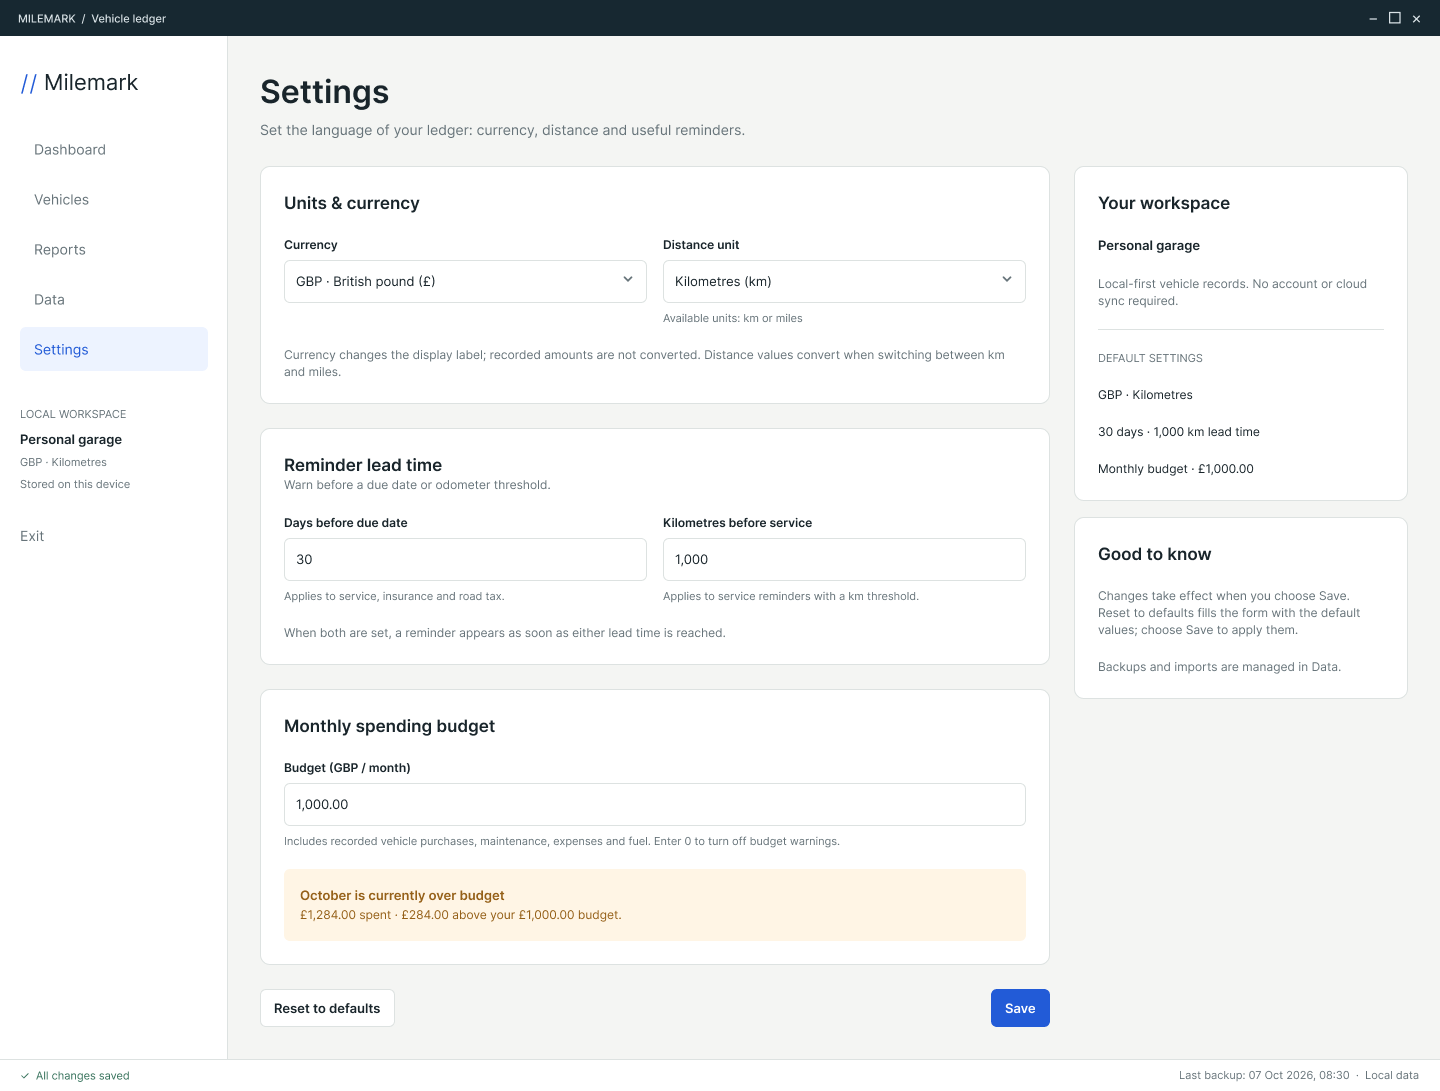 MILEMARK / Vehicle ledger
// Milemark
Dashboard
Vehicles
Reports
Data
Settings
LOCAL WORKSPACE
Personal garage
GBP · Kilometres
Stored on this device
Exit
Settings
Set the language of your ledger: currency, distance and useful reminders.
Units & currency
Currency
GBP · British pound (£)
Distance unit
Kilometres (km)
Available units: km or miles
Currency changes the display label; recorded amounts are not converted. Distance values convert when switching between km
and miles.
Reminder lead time
Warn before a due date or odometer threshold.
Days before due date
30
Applies to service, insurance and road tax.
Kilometres before service
1,000
Applies to service reminders with a km threshold.
When both are set, a reminder appears as soon as either lead time is reached.
Monthly spending budget
Budget (GBP / month)
1,000.00
Includes recorded vehicle purchases, maintenance, expenses and fuel. Enter 0 to turn off budget warnings.
October is currently over budget
£1,284.00 spent · £284.00 above your £1,000.00 budget.
Reset to defaults
Save
Your workspace
Personal garage
Local-first vehicle records. No account or cloud
sync required.
DEFAULT SETTINGS
GBP · Kilometres
30 days · 1,000 km lead time
Monthly budget · £1,000.00
Good to know
Changes take effect when you choose Save.
Reset to defaults fills the form with the default
values; choose Save to apply them.
Backups and imports are managed in Data.
✓ All changes saved
Last backup: 07 Oct 2026, 08:30 · Local data